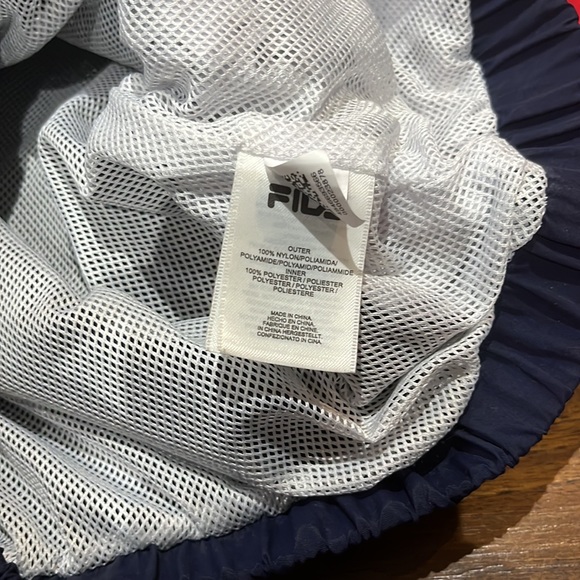 FILA
OUTER
100% NYLON/POLIAMIDA/
POLYAMIDE/POLYAMID/POLIAMMIDE
INNER
100% POLYESTER / POLIESTER
POLYESTER / POLYESTER /
POLIESTERE
MADE IN CHINA.
HECHO EN CHINA.
FABRIQUE EN CHINE.
IN CHINA HERGESTELLT.
CONFEZIONATO IN CINA.